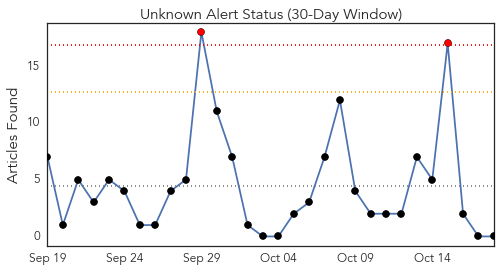 Unknown Alert Status (30-Day Window)
Articles Found
15
10
5
0
Sep 19 Sep 24 Sep 29 Oct 04 Oct 09 Oct 14